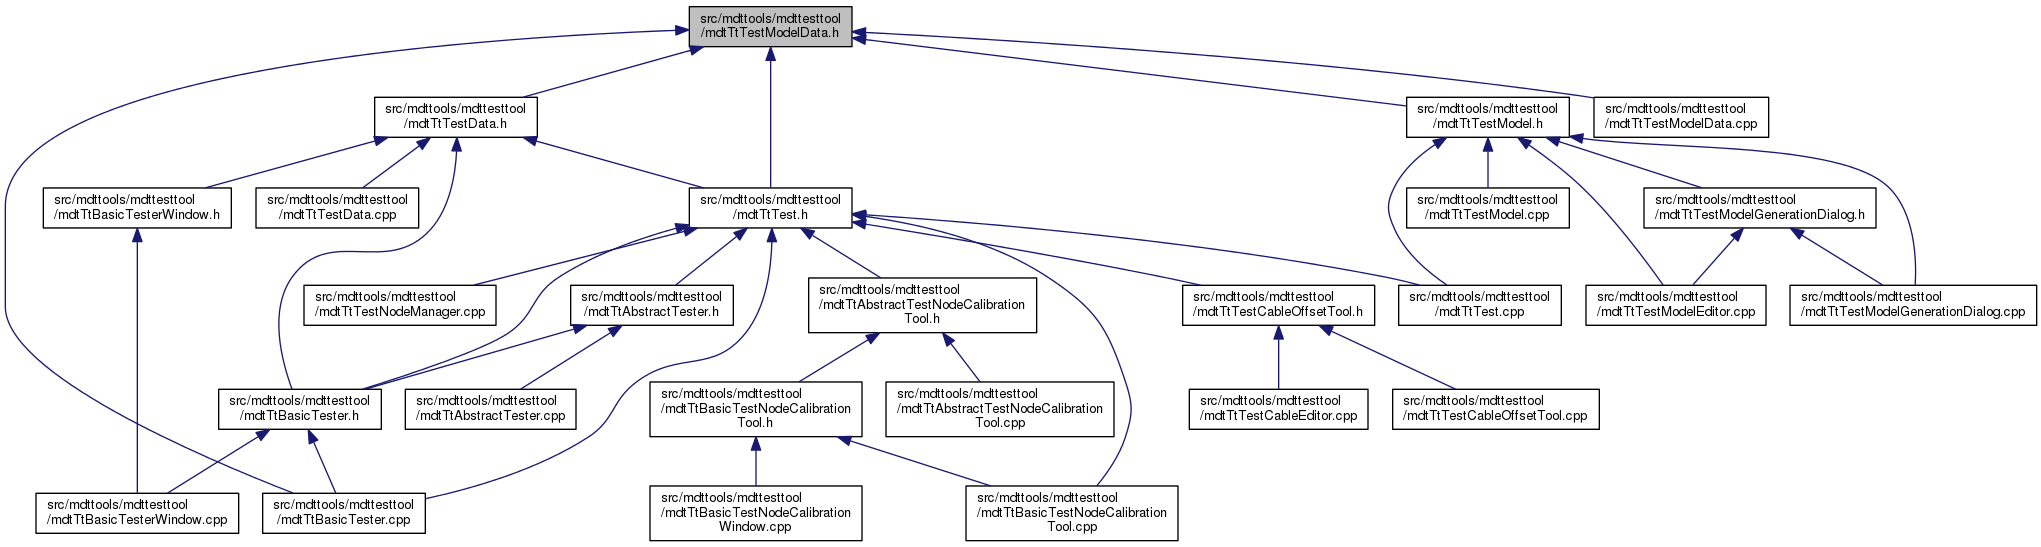 src/mdttools/mdttesttool
/mdtTtTestModelData.h
src/mdttools/mdttesttool
/mdtTtTestData.h
src/mdttools/mdttesttool
/mdtTtTestModel.h
src/mdttools/mdttesttool
/mdtTtTestModelData.cpp
src/mdttools/mdttesttool
/mdtTtBasicTesterWindow.h
src/mdttools/mdttesttool
/mdtTtTestData.cpp
src/mdttools/mdttesttool
/mdtTtTest.h
src/mdttools/mdttesttool
/mdtTtTestModel.cpp
src/mdttools/mdttesttool
/mdtTtTestModelGenerationDialog.h
src/mdttools/mdttesttool
/mdtTtTestNodeManager.cpp
src/mdttools/mdttesttool
/mdtTtAbstractTester.h
src/mdttools/mdttesttool
/mdtTtAbstractTestNodeCalibration
Tool.h
src/mdttools/mdttesttool
/mdtTtTestCableOffsetTool.h
src/mdttools/mdttesttool
/mdtTtTest.cpp
src/mdttools/mdttesttool
/mdtTtTestModelEditor.cpp
src/mdttools/mdttesttool
/mdtTtTestModelGenerationDialog.cpp
src/mdttools/mdttesttool
/mdtTtBasicTester.h
src/mdttools/mdttesttool
/mdtTtAbstractTester.cpp
src/mdttools/mdttesttool
/mdtTtBasicTestNodeCalibration
Tool.h
src/mdttools/mdttesttool
/mdtTtAbstractTestNodeCalibration
Tool.cpp
src/mdttools/mdttesttool
/mdtTtTestCableEditor.cpp
src/mdttools/mdttesttool
/mdtTtTestCableOffsetTool.cpp
src/mdttools/mdttesttool
/mdtTtBasicTesterWindow.cpp
src/mdttools/mdttesttool
/mdtTtBasicTester.cpp
src/mdttools/mdttesttool
/mdtTtBasicTestNodeCalibration
Window.cpp
src/mdttools/mdttesttool
/mdtTtBasicTestNodeCalibration
Tool.cpp